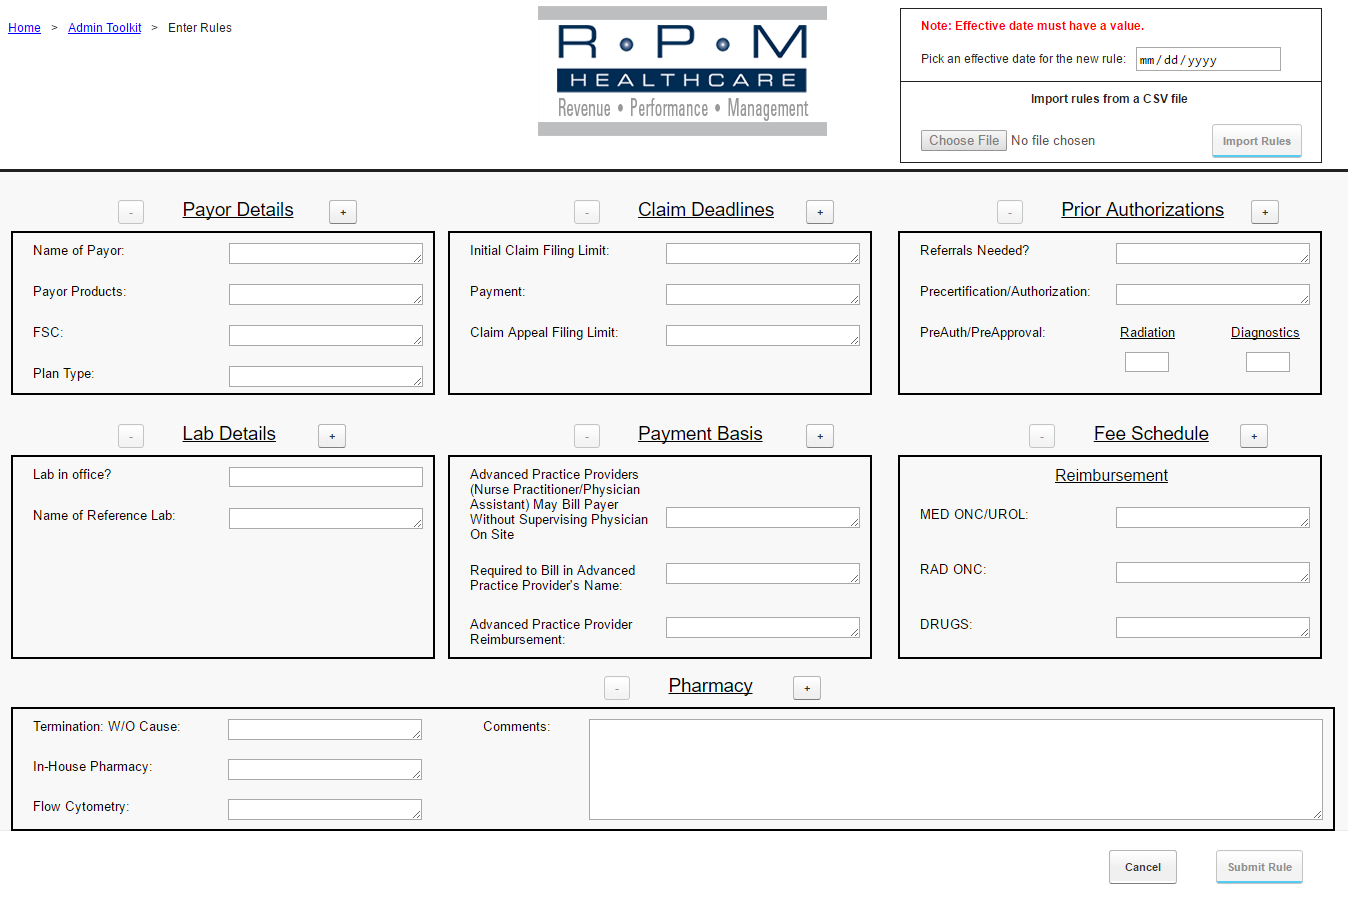 Home > Admin Toolkit > Enter Rules
R • P • M
HEALTHCARE
Revenue • Performance • Management
Note: Effective date must have a value.
Pick an effective date for the new rule: mm/dd/yyyy
Import rules from a CSV file
Choose File No file chosen Import Rules
- Payor Details +
Name of Payor:
Payor Products:
FSC:
Plan Type:
- Claim Deadlines +
Initial Claim Filing Limit:
Payment:
Claim Appeal Filing Limit:
- Prior Authorizations +
Referrals Needed?
Precertification/Authorization:
PreAuth/PreApproval: Radiation Diagnostics
- Lab Details +
Lab in office?
Name of Reference Lab:
- Payment Basis +
Advanced Practice Providers
(Nurse Practitioner/Physician
Assistant) May Bill Payer
Without Supervising Physician
On Site
Required to Bill in Advanced
Practice Provider's Name:
Advanced Practice Provider
Reimbursement:
- Fee Schedule +
Reimbursement
MED ONC/UROL:
RAD ONC:
DRUGS:
- Pharmacy +
Termination: W/O Cause:
In-House Pharmacy:
Flow Cytometry:
Comments:
Cancel Submit Rule